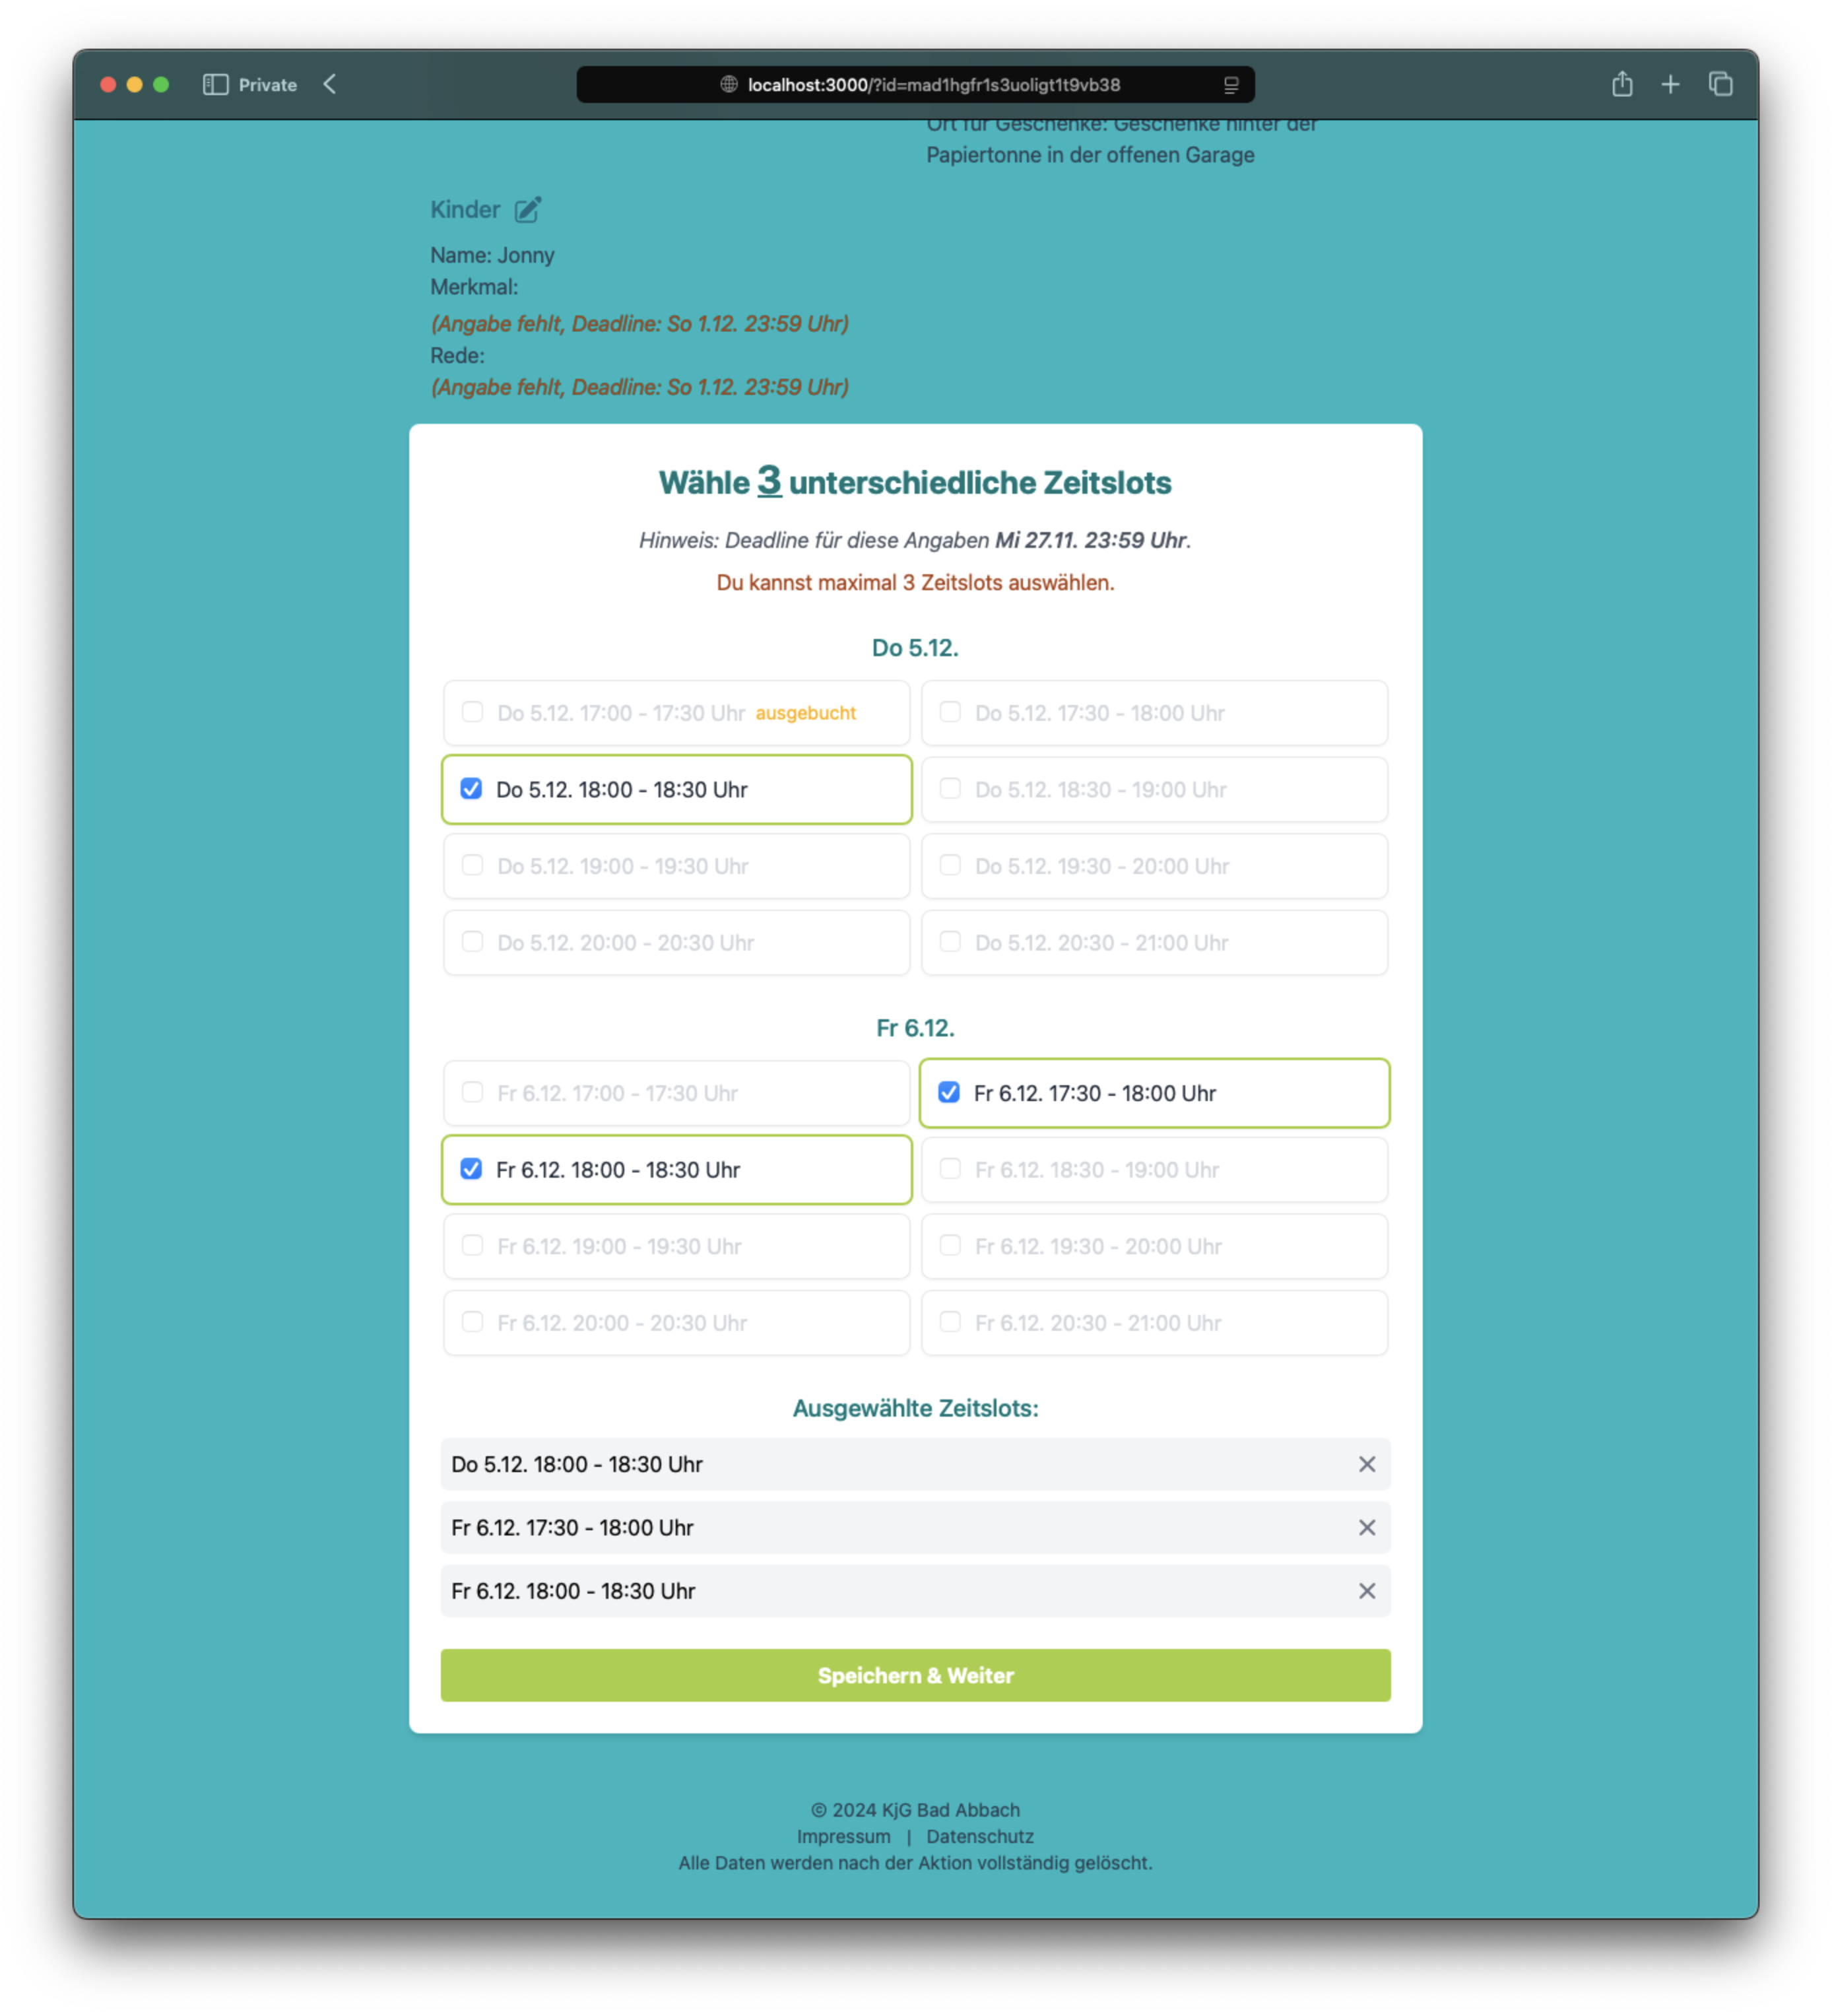 Private
localhost:3000/?id=mad1hgfr1s3uoligt1t9vb38
Ort für Geschenke: Geschenke hinter der
Papiertonne in der offenen Garage
Kinder
Name: Jonny
Merkmal:
(Angabe fehlt, Deadline: So 1.12. 23:59 Uhr)
Rede:
(Angabe fehlt, Deadline: So 1.12. 23:59 Uhr)
Wähle 3 unterschiedliche Zeitslots
Hinweis: Deadline für diese Angaben Mi 27.11. 23:59 Uhr.
Du kannst maximal 3 Zeitslots auswählen.
Do 5.12.
Do 5.12. 17:00 - 17:30 Uhr ausgebucht
Do 5.12. 17:30 - 18:00 Uhr
Do 5.12. 18:00 - 18:30 Uhr
Do 5.12. 18:30 - 19:00 Uhr
Do 5.12. 19:00 - 19:30 Uhr
Do 5.12. 19:30 - 20:00 Uhr
Do 5.12. 20:00 - 20:30 Uhr
Do 5.12. 20:30 - 21:00 Uhr
Fr 6.12.
Fr 6.12. 17:00 - 17:30 Uhr
Fr 6.12. 17:30 - 18:00 Uhr
Fr 6.12. 18:00 - 18:30 Uhr
Fr 6.12. 18:30 - 19:00 Uhr
Fr 6.12. 19:00 - 19:30 Uhr
Fr 6.12. 19:30 - 20:00 Uhr
Fr 6.12. 20:00 - 20:30 Uhr
Fr 6.12. 20:30 - 21:00 Uhr
Ausgewählte Zeitslots:
Do 5.12. 18:00 - 18:30 Uhr
Fr 6.12. 17:30 - 18:00 Uhr
Fr 6.12. 18:00 - 18:30 Uhr
Speichern & Weiter
© 2024 KjG Bad Abbach
Impressum | Datenschutz
Alle Daten werden nach der Aktion vollständig gelöscht.